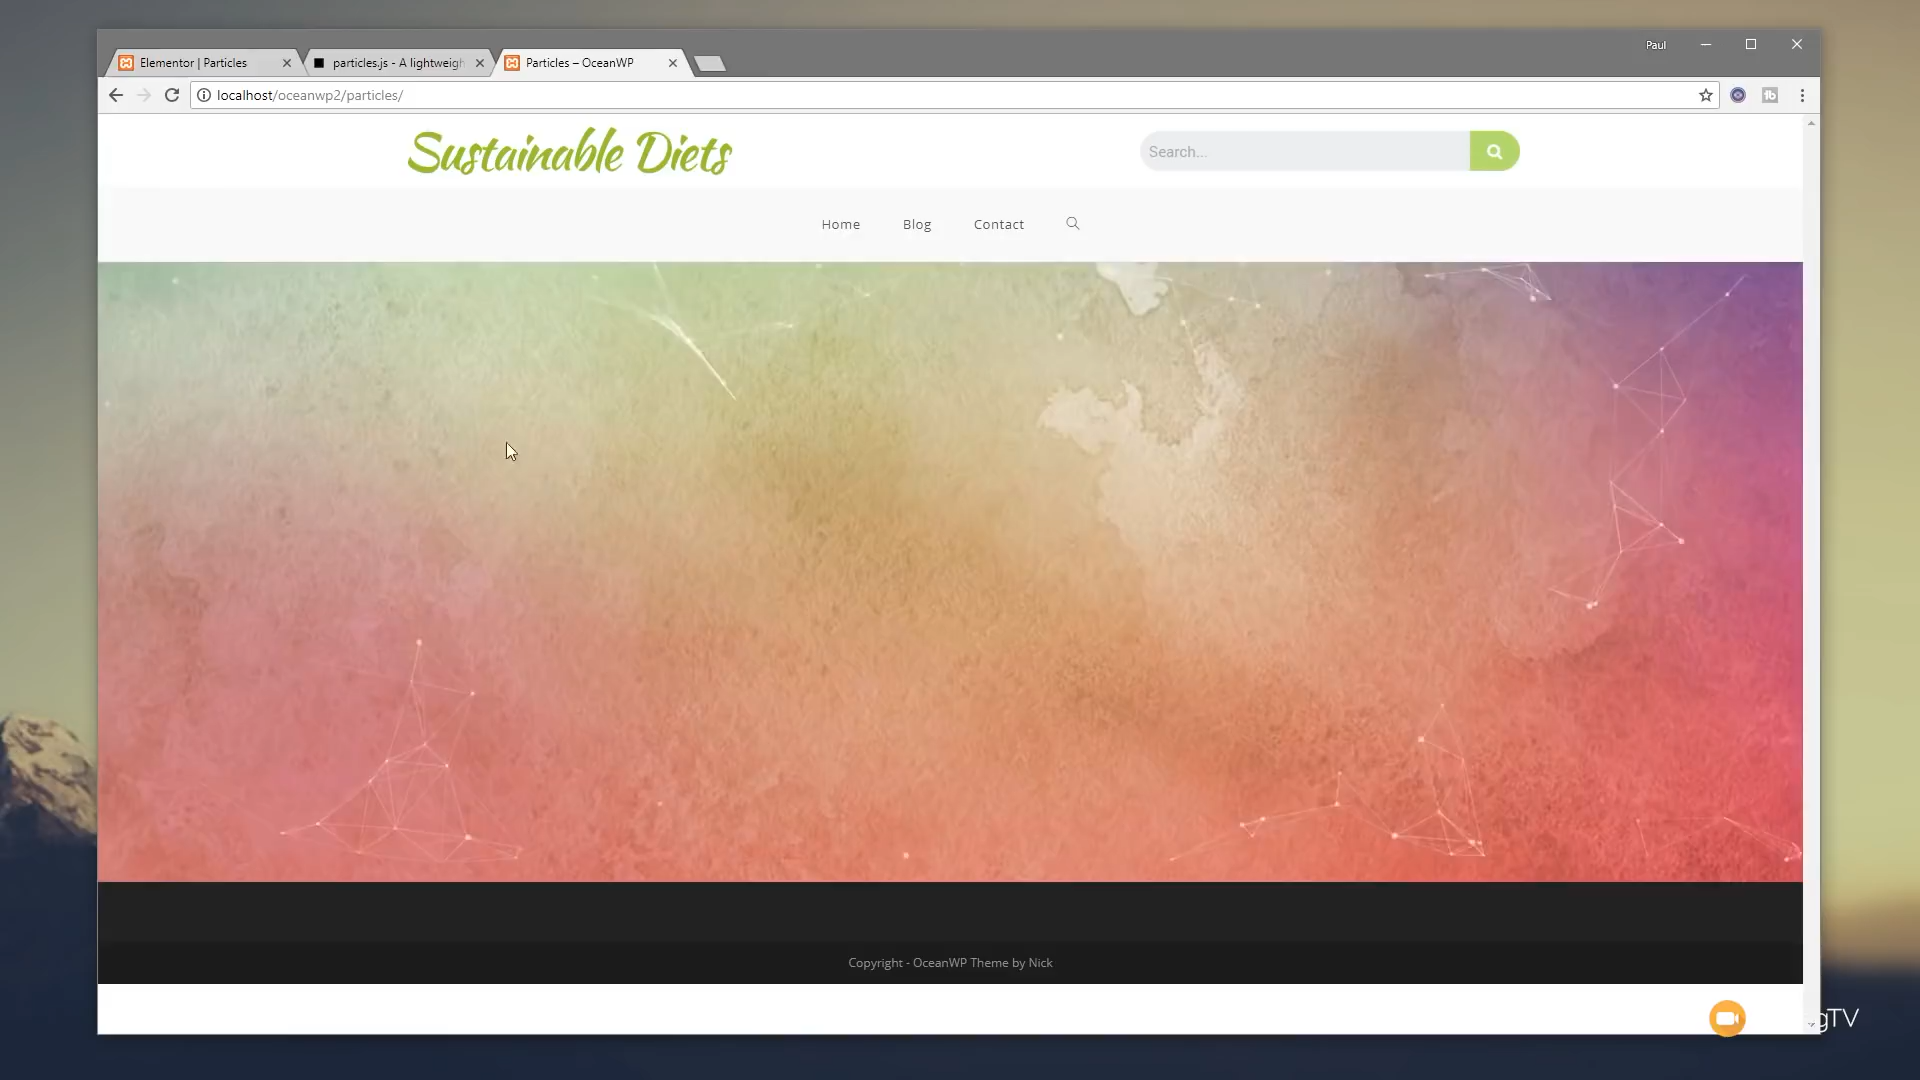 Paul
Elementor | Particles
particles.js - A lightweigh
Particles – OceanWP
localhost/oceanwp2/particles/
Sustainable Diets
Search...
Home
Blog
Contact
Copyright - OceanWP Theme by Nick
gTV